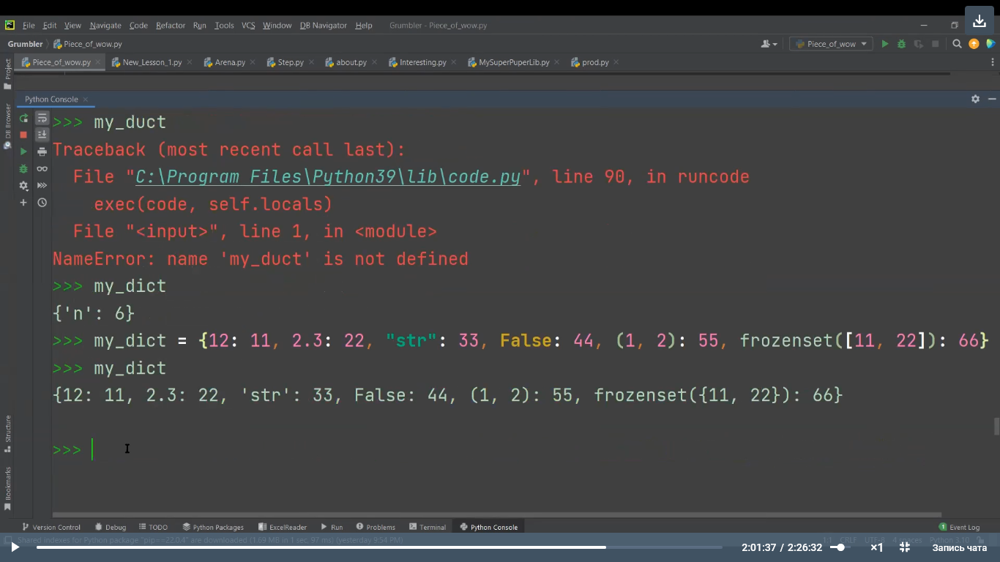 File Edit View Navigate Code Refactor Run Tools VCS Window DB Navigator Help Grumbler - Piece_of_wow.py
Grumbler Piece_of_wow.py Piece_of_wow
Piece_of_wow.py New_Lesson_1.py Arena.py Step.py about.py Interesting.py MySuperPuperLib.py prod.py
Project
DB Browser
Structure
Bookmarks
Python Console
>>> my_duct
Traceback (most recent call last):
File "C:\Program Files\Python39\lib\code.py", line 90, in runcode
exec(code, self.locals)
File "<input>", line 1, in <module>
NameError: name 'my_duct' is not defined
>>> my_dict
{'n': 6}
>>> my_dict = {12: 11, 2.3: 22, "str": 33, False: 44, (1, 2): 55, frozenset([11, 22]): 66}
>>> my_dict
{12: 11, 2.3: 22, 'str': 33, False: 44, (1, 2): 55, frozenset({11, 22}): 66}
>>>
Version Control Debug TODO Python Packages ExcelReader Run Problems Terminal Python Console 1 Event Log
Shared indexes for Python package "pip==22.0.4" are downloaded (1.69 MB in 1 sec, 97 ms) (yesterday 9:54 PM) 1:1 CRLF UTF-8 4 spaces Python 3.10
2:01:37 / 2:26:32 ×1 Запись чата